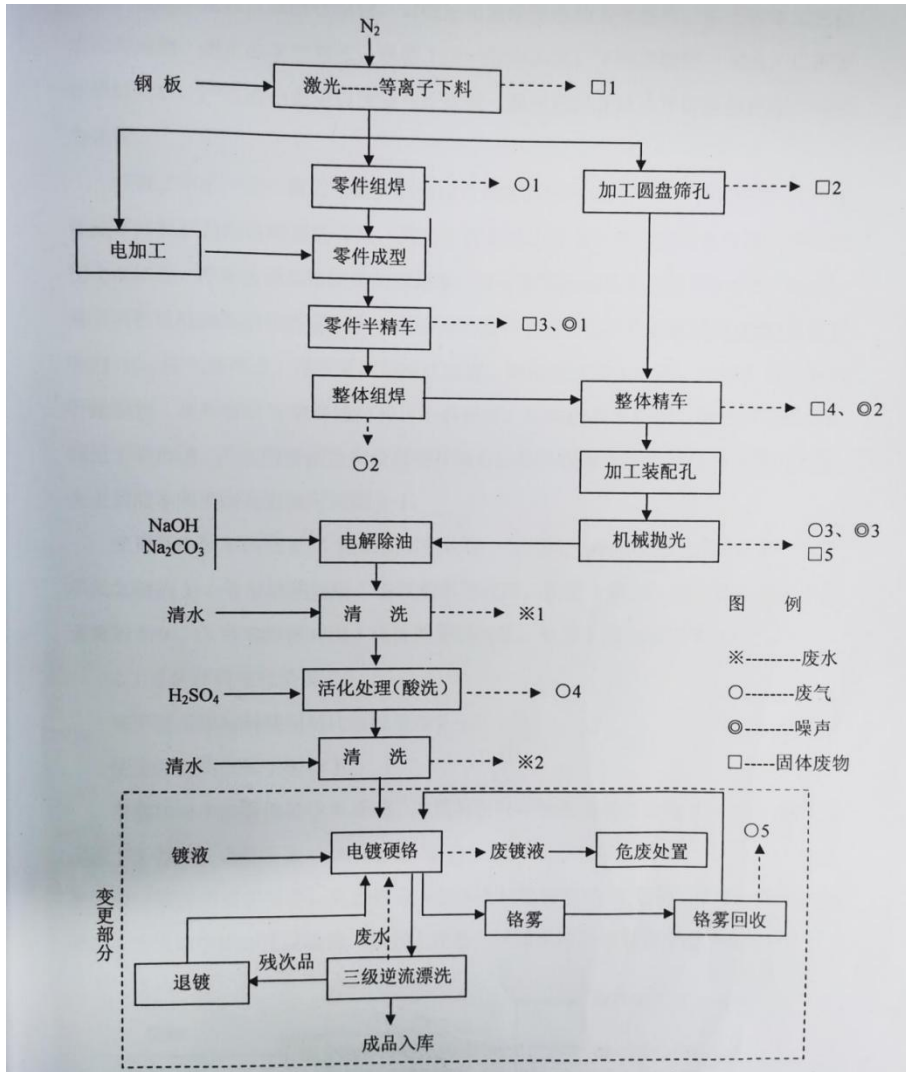 N₂
钢 板
激光------等离子下料
□1
零件组焊
○1
加工圆盘筛孔
□2
电加工
零件成型
零件半精车
□3、◎1
整体组焊
整体精车
□4、◎2
○2
加工装配孔
NaOH
Na₂CO₃
电解除油
机械抛光
○3、◎3
□5
清水
清 洗
※1
图 例
※--------废水
H₂SO₄
活化处理(酸洗)
○4
○--------废气
◎--------噪声
清水
清 洗
※2
□----固体废物
○5
镀液
电镀硬铬
废镀液
危废处置
变更部分
铬雾
铬雾回收
废水
残次品
退镀
三级逆流漂洗
成品入库